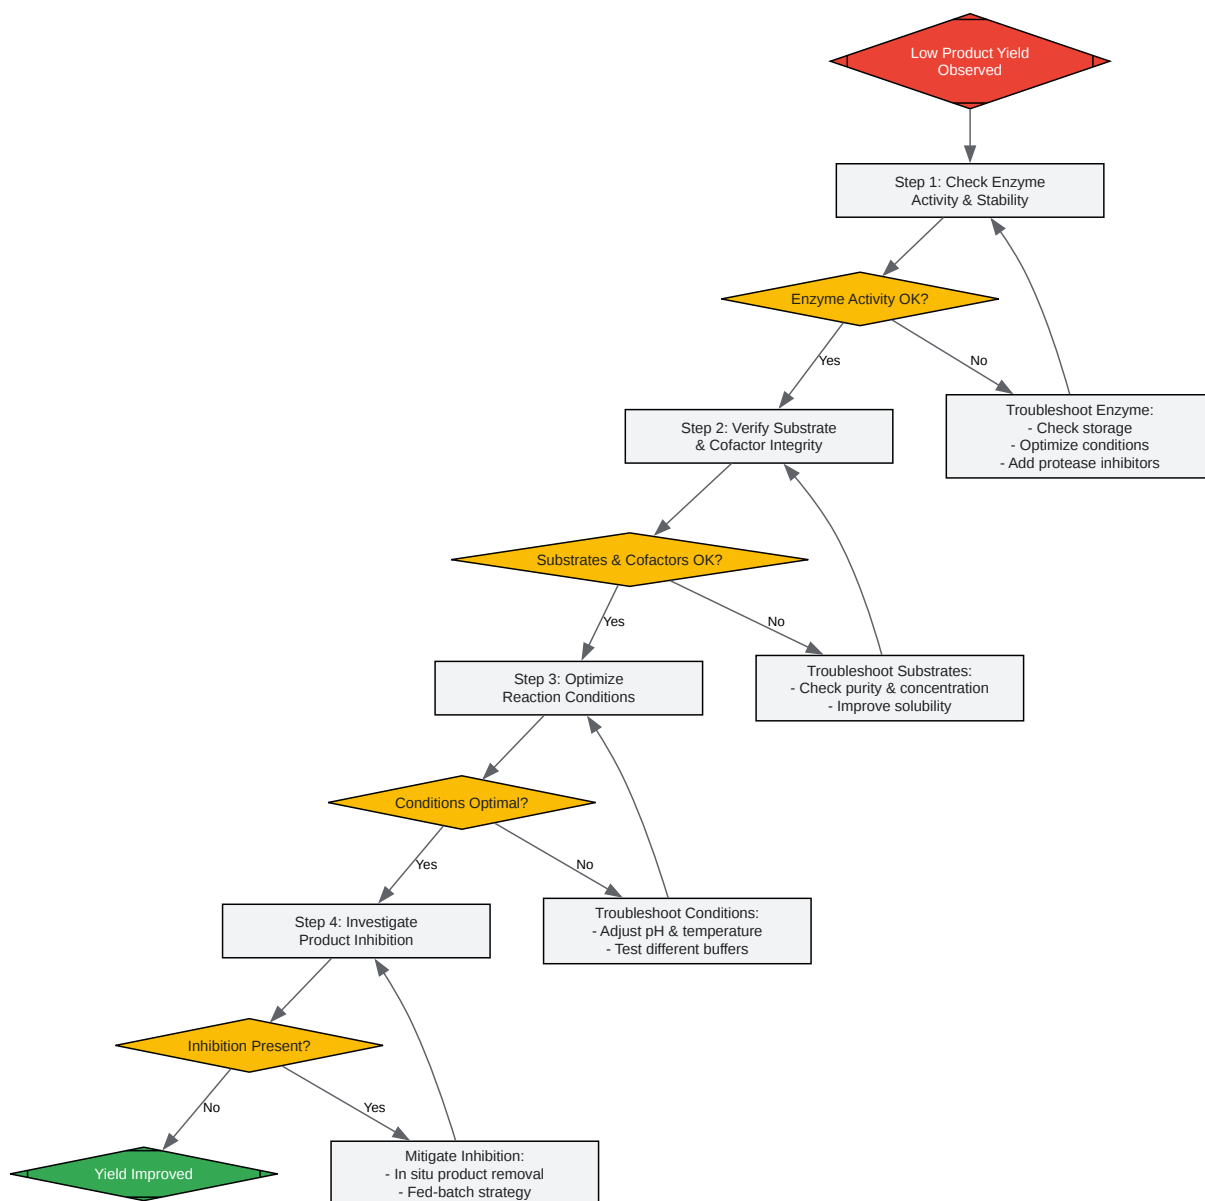 Low Product Yield
Observed
Step 1: Check Enzyme
Activity & Stability
Enzyme Activity OK?
Yes
No
Troubleshoot Enzyme:
- Check storage
- Optimize conditions
- Add protease inhibitors
Step 2: Verify Substrate
& Cofactor Integrity
Substrates & Cofactors OK?
Yes
No
Troubleshoot Substrates:
- Check purity & concentration
- Improve solubility
Step 3: Optimize
Reaction Conditions
Conditions Optimal?
Yes
No
Troubleshoot Conditions:
- Adjust pH & temperature
- Test different buffers
Step 4: Investigate
Product Inhibition
Inhibition Present?
No
Yes
Yield Improved
Mitigate Inhibition:
- In situ product removal
- Fed-batch strategy